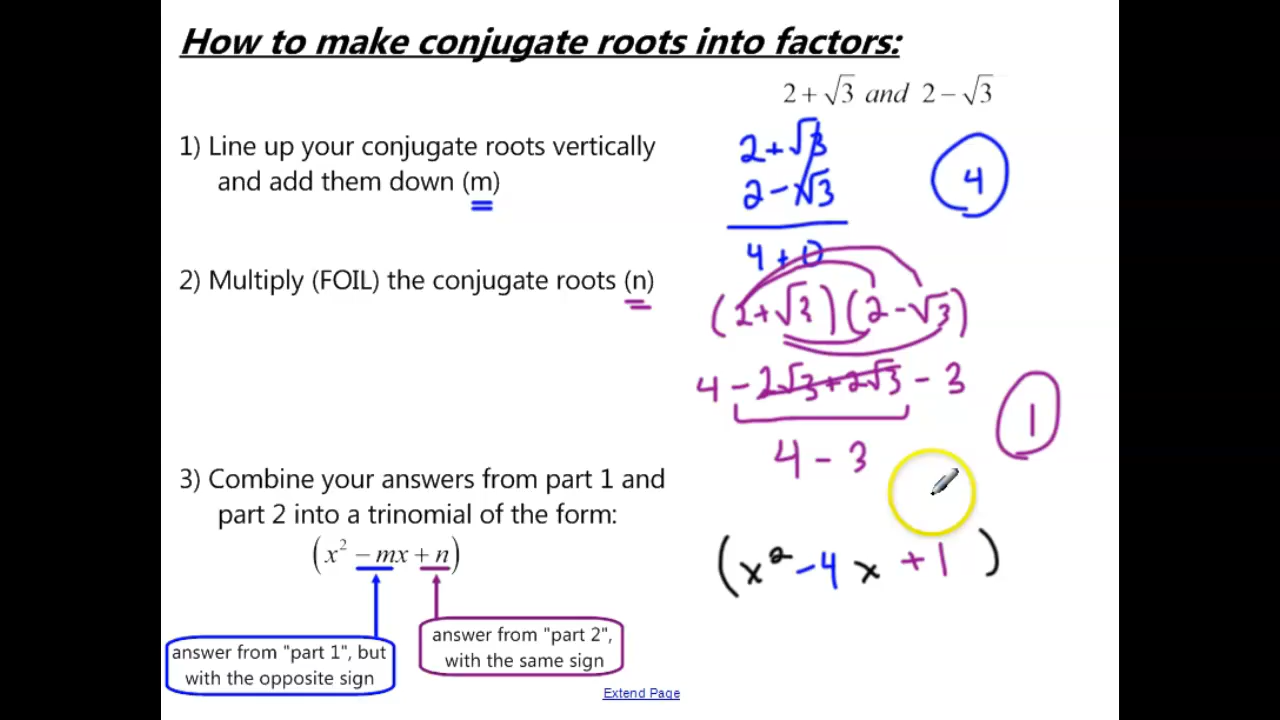 How to make conjugate roots into factors:
2 + √3 and 2 − √3
1) Line up your conjugate roots vertically
and add them down (m)
2 + √3
2 − √3
4 + 0
4
2) Multiply (FOIL) the conjugate roots (n)
(2 + √3)(2 − √3)
4 − 2√3 + 2√3 − 3
4 − 3
1
3) Combine your answers from part 1 and
part 2 into a trinomial of the form:
(x² − mx + n)
(x² − 4x + 1)
answer from "part 1", but
with the opposite sign
answer from "part 2",
with the same sign
Extend Page